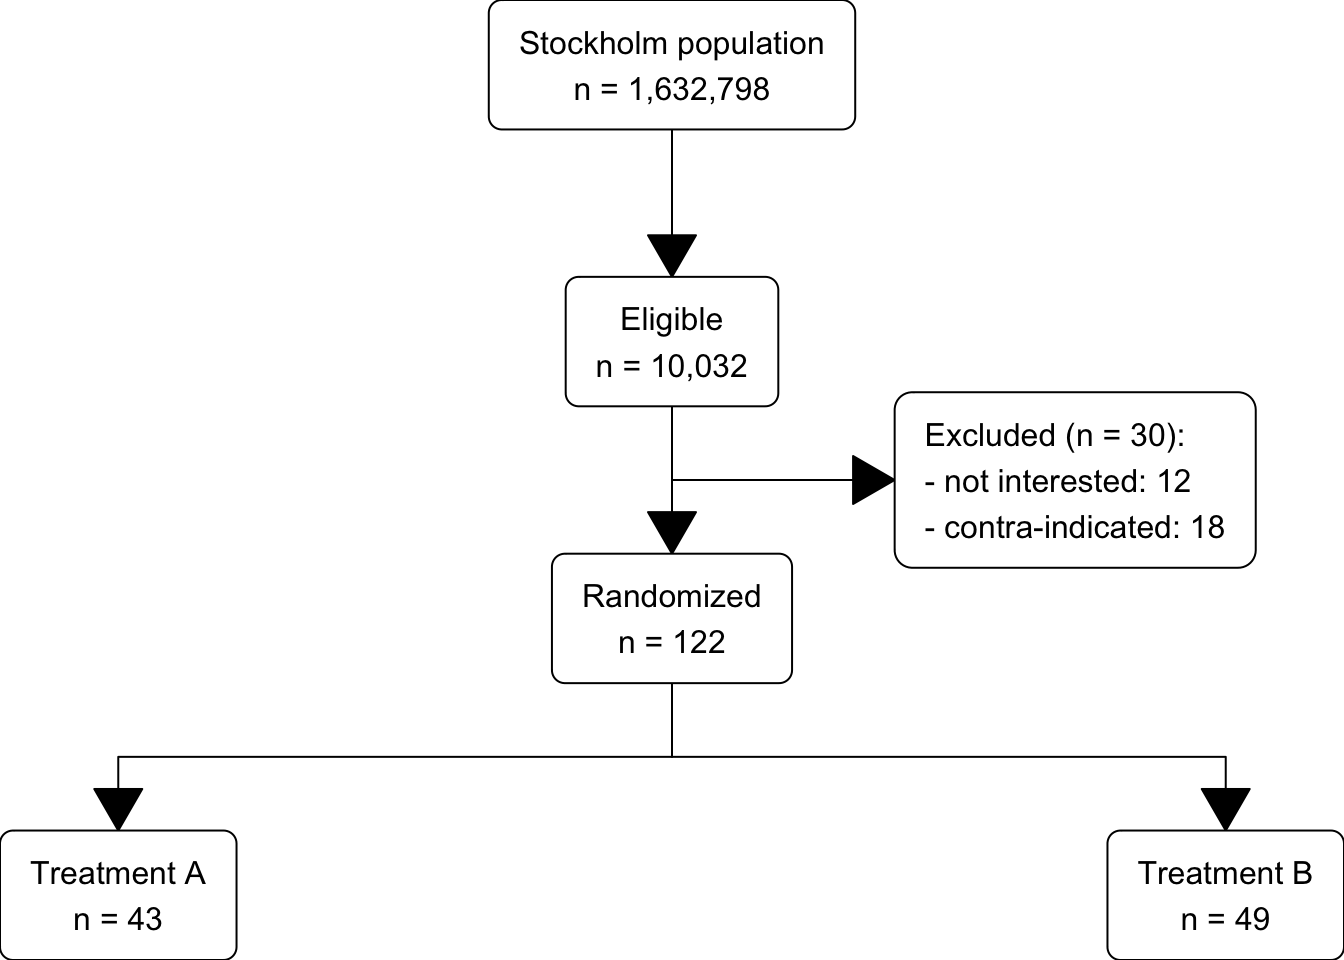 Stockholm population
n = 1,632,798
Eligible
n = 10,032
Excluded (n = 30):
- not interested: 12
- contra-indicated: 18
Randomized
n = 122
Treatment A
n = 43
Treatment B
n = 49